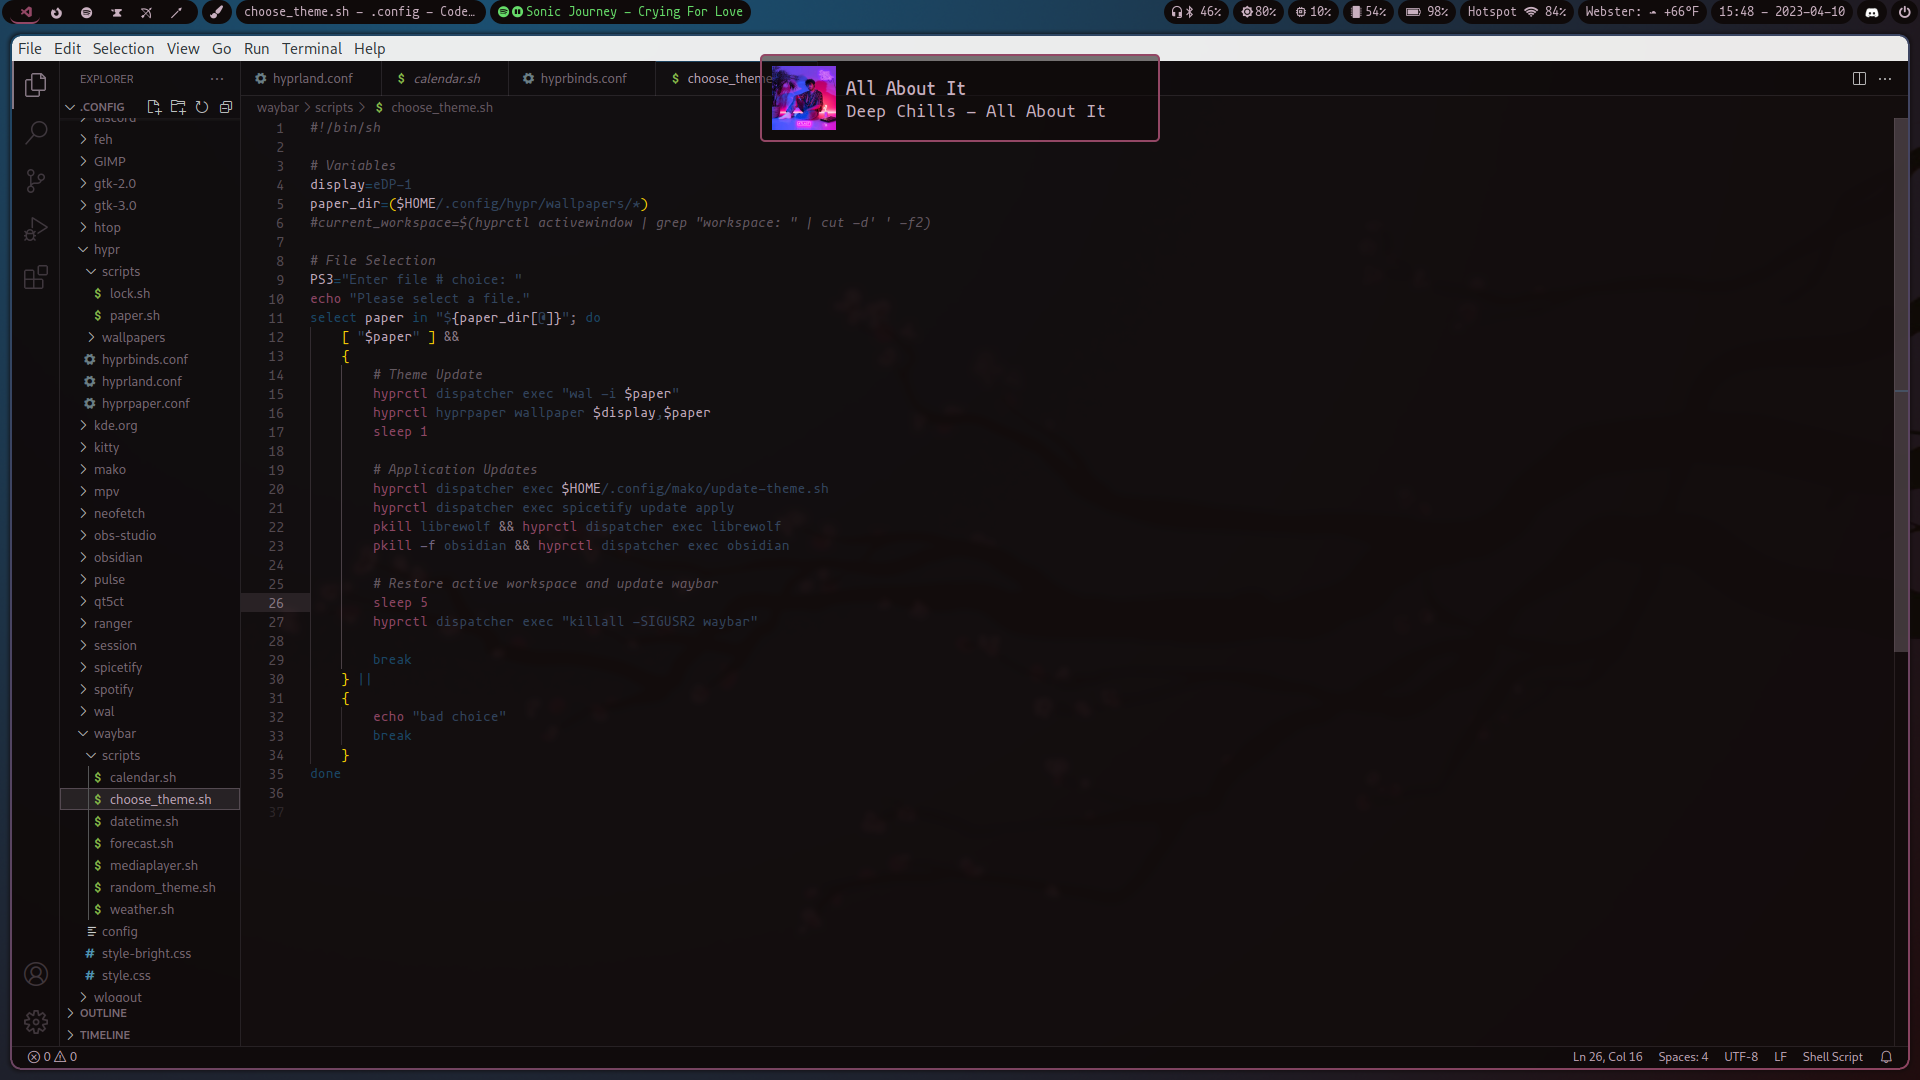 choose_theme.sh – .config – Code…
Sonic Journey – Crying For Love
46%
80%
10%
54%
98%
Hotspot 84%
Webster: +66°F
15:48 – 2023-04-10
File Edit Selection View Go Run Terminal Help
EXPLORER
hyprland.conf
calendar.sh
hyprbinds.conf
choose_theme
All About It
Deep Chills – All About It
.CONFIG
discord
feh
GIMP
gtk-2.0
gtk-3.0
htop
hypr
scripts
lock.sh
paper.sh
wallpapers
hyprbinds.conf
hyprland.conf
hyprpaper.conf
kde.org
kitty
mako
mpv
neofetch
obs-studio
obsidian
pulse
qt5ct
ranger
session
spicetify
spotify
wal
waybar
scripts
calendar.sh
choose_theme.sh
datetime.sh
forecast.sh
mediaplayer.sh
random_theme.sh
weather.sh
config
style-bright.css
style.css
wlogout
OUTLINE
TIMELINE
waybar > scripts > $ choose_theme.sh
1 #!/bin/sh
2
3 # Variables
4 display=eDP-1
5 paper_dir=($HOME/.config/hypr/wallpapers/*)
6 #current_workspace=$(hyprctl activewindow | grep "workspace: " | cut -d' ' -f2)
7
8 # File Selection
9 PS3="Enter file # choice: "
10 echo "Please select a file."
11 select paper in "${paper_dir[@]}"; do
12 [ "$paper" ] &&
13 {
14 # Theme Update
15 hyprctl dispatcher exec "wal -i $paper"
16 hyprctl hyprpaper wallpaper $display,$paper
17 sleep 1
18
19 # Application Updates
20 hyprctl dispatcher exec $HOME/.config/mako/update-theme.sh
21 hyprctl dispatcher exec spicetify update apply
22 pkill librewolf && hyprctl dispatcher exec librewolf
23 pkill -f obsidian && hyprctl dispatcher exec obsidian
24
25 # Restore active workspace and update waybar
26 sleep 5
27 hyprctl dispatcher exec "killall -SIGUSR2 waybar"
28
29 break
30 } ||
31 {
32 echo "bad choice"
33 break
34 }
35 done
36
37
0 0
Ln 26, Col 16 Spaces: 4 UTF-8 LF Shell Script